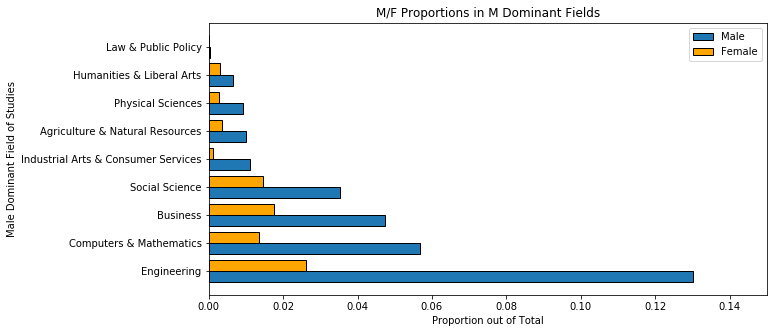 M/F Proportions in M Dominant Fields
Male
Female
Male Dominant Field of Studies
Law & Public Policy
Humanities & Liberal Arts
Physical Sciences
Agriculture & Natural Resources
Industrial Arts & Consumer Services
Social Science
Business
Computers & Mathematics
Engineering
0.00 0.02 0.04 0.06 0.08 0.10 0.12 0.14
Proportion out of Total